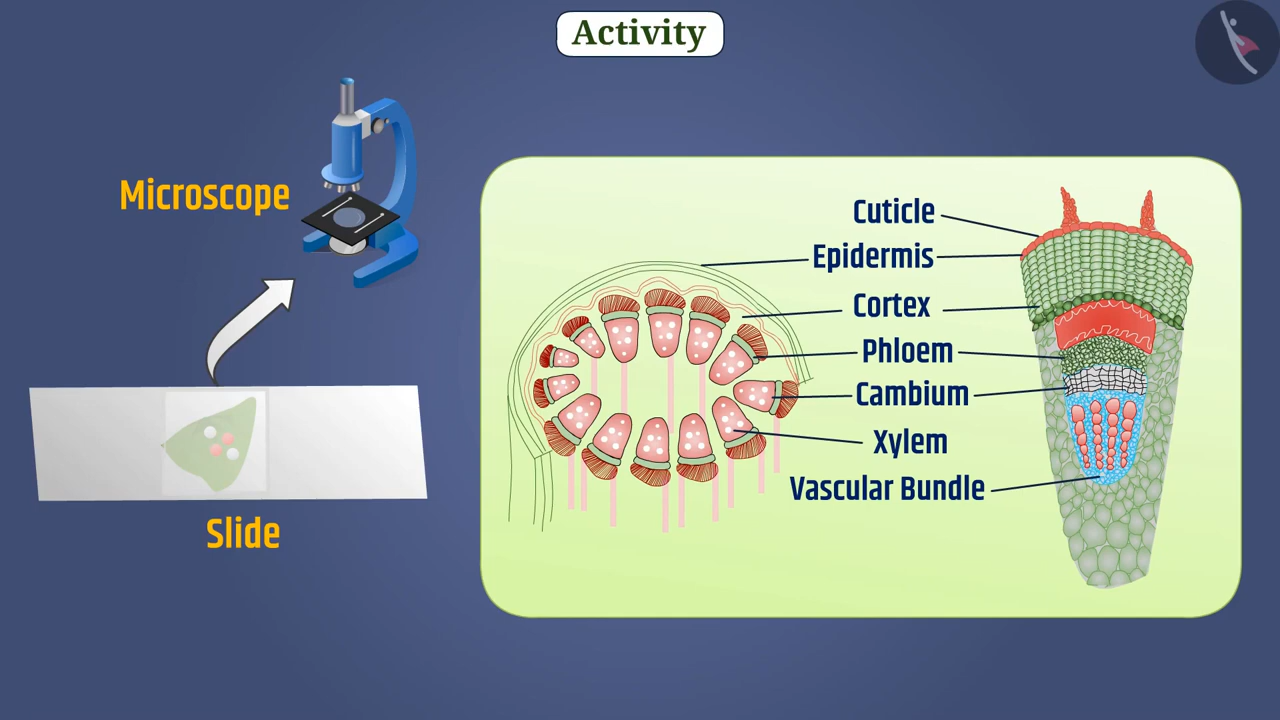 Activity
Microscope
Slide
Cuticle
Epidermis
Cortex
Phloem
Cambium
Xylem
Vascular Bundle